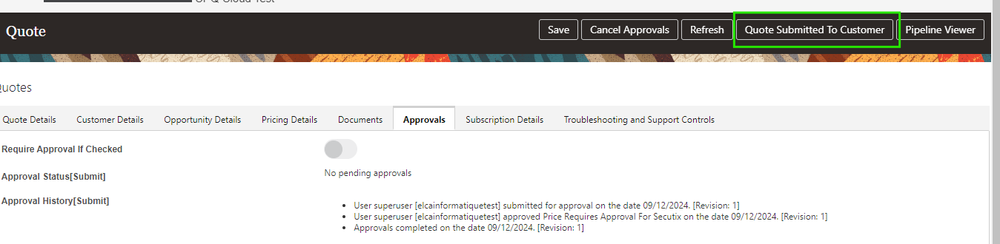 Cloud Test
Quote
Save Cancel Approvals Refresh Quote Submitted To Customer Pipeline Viewer
Quotes
Quote Details Customer Details Opportunity Details Pricing Details Documents Approvals Subscription Details Troubleshooting and Support Controls
Require Approval If Checked
Approval Status[Submit] No pending approvals
Approval History[Submit]
• User superuser [elcainformatiquetest] submitted for approval on the date 09/12/2024. [Revision: 1]
• User superuser [elcainformatiquetest] approved Price Requires Approval For Secutix on the date 09/12/2024. [Revision: 1]
• Approvals completed on the date 09/12/2024. [Revision: 1]